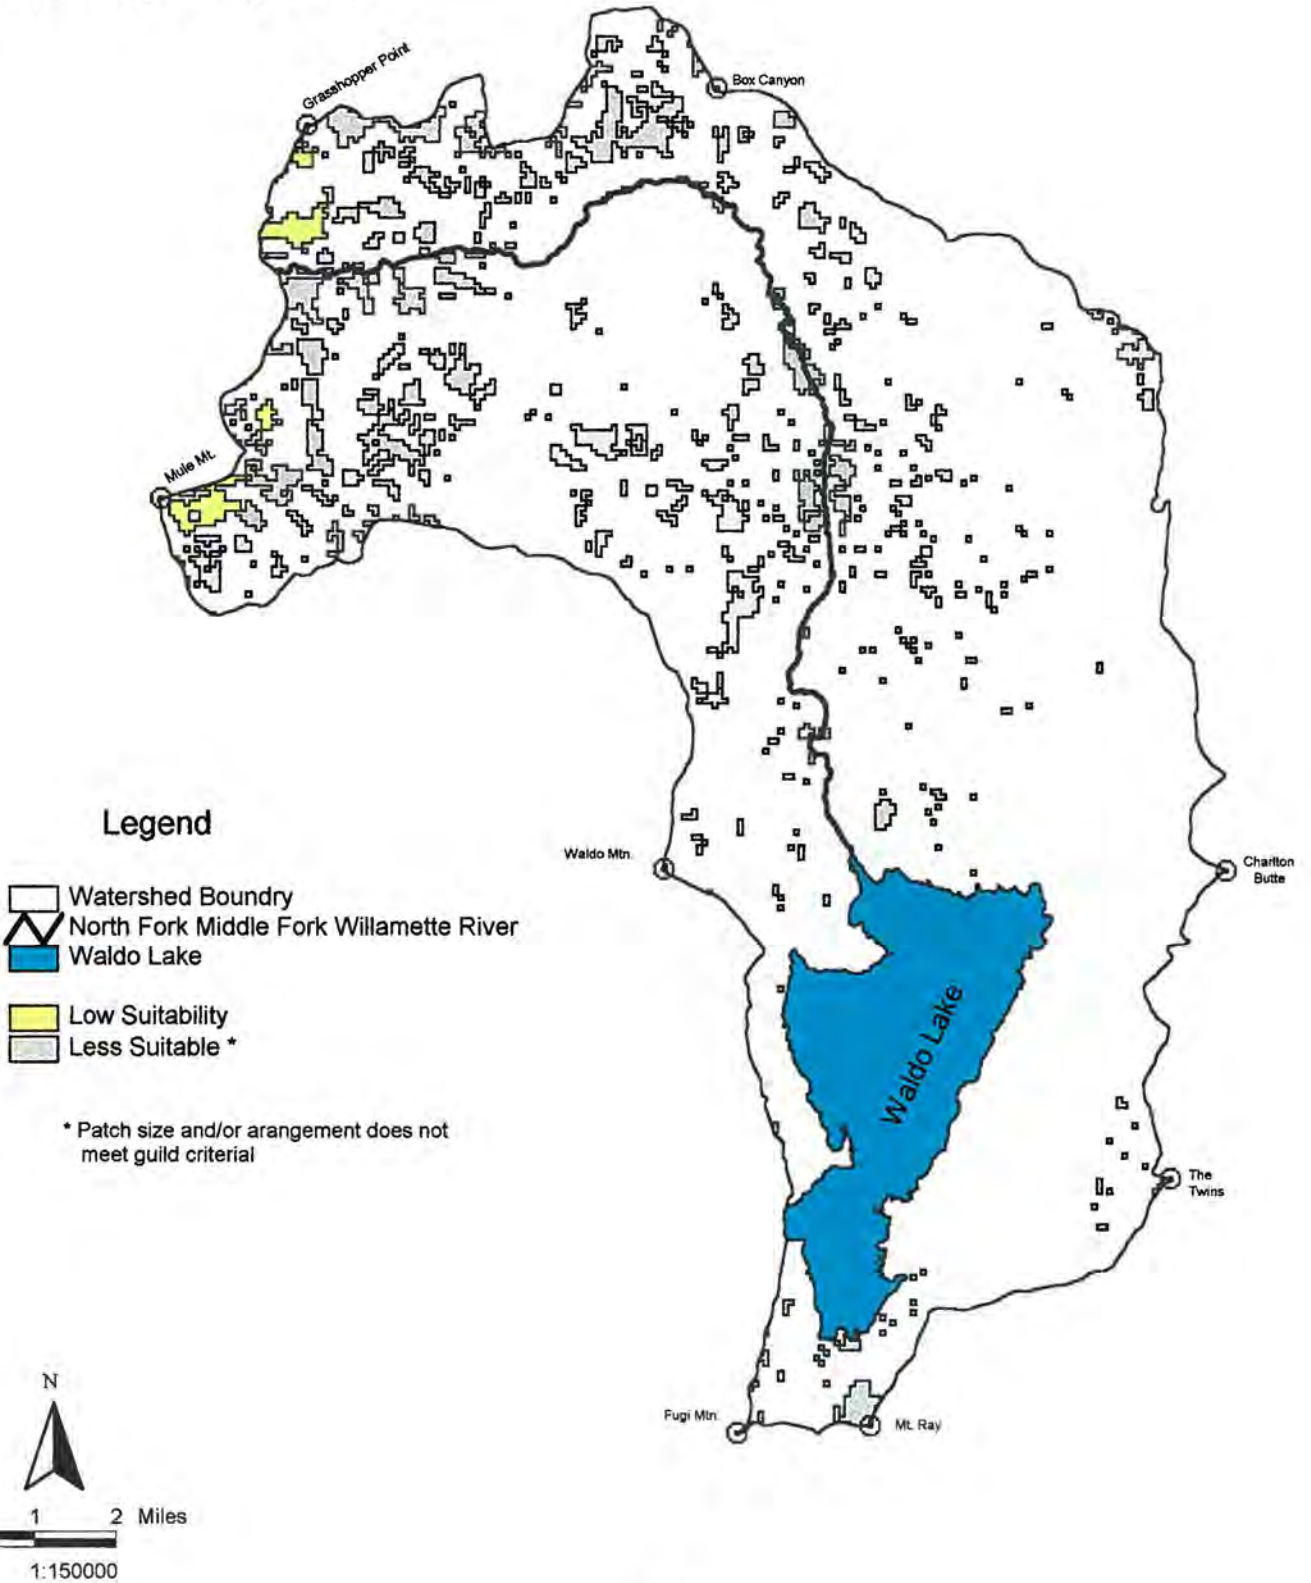 Grasshopper Point
Box Canyon
Mule Mt.
Legend
Waldo Mtn.
Charlton
Butte
Watershed Boundry
North Fork Middle Fork Willamette River
Waldo Lake
Low Suitability
Less Suitable *
Waldo Lake
* Patch size and/or arangement does not
meet guild criterial
The
Twins
N
Fugi Mtn.
Mt. Ray
1 2 Miles
1:150000